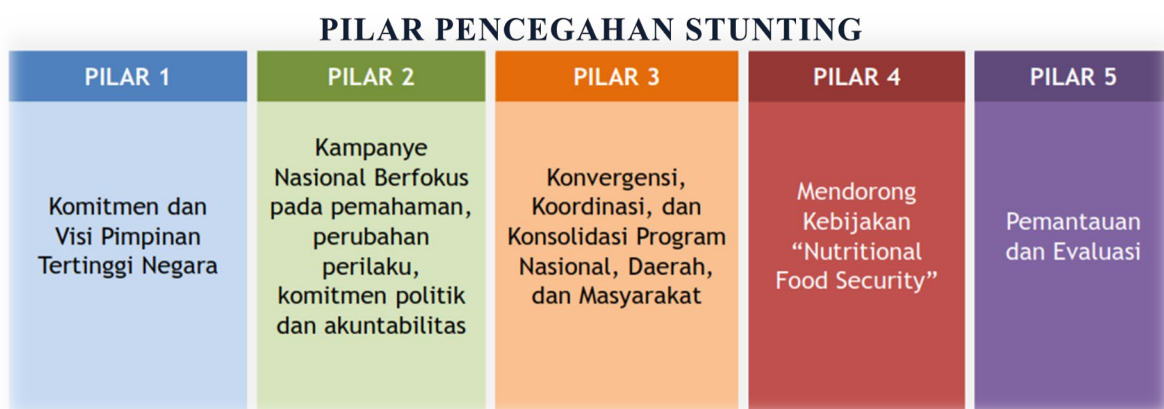 PILAR PENCEGAHAN STUNTING
PILAR 1
Komitmen dan
Visi Pimpinan
Tertinggi Negara
PILAR 2
Kampanye
Nasional Berfokus
pada pemahaman,
perubahan
perilaku,
komitmen politik
dan akuntabilitas
PILAR 3
Konvergensi,
Koordinasi, dan
Konsolidasi Program
Nasional, Daerah,
dan Masyarakat
PILAR 4
Mendorong
Kebijakan
“Nutritional
Food Security”
PILAR 5
Pemantauan
dan Evaluasi